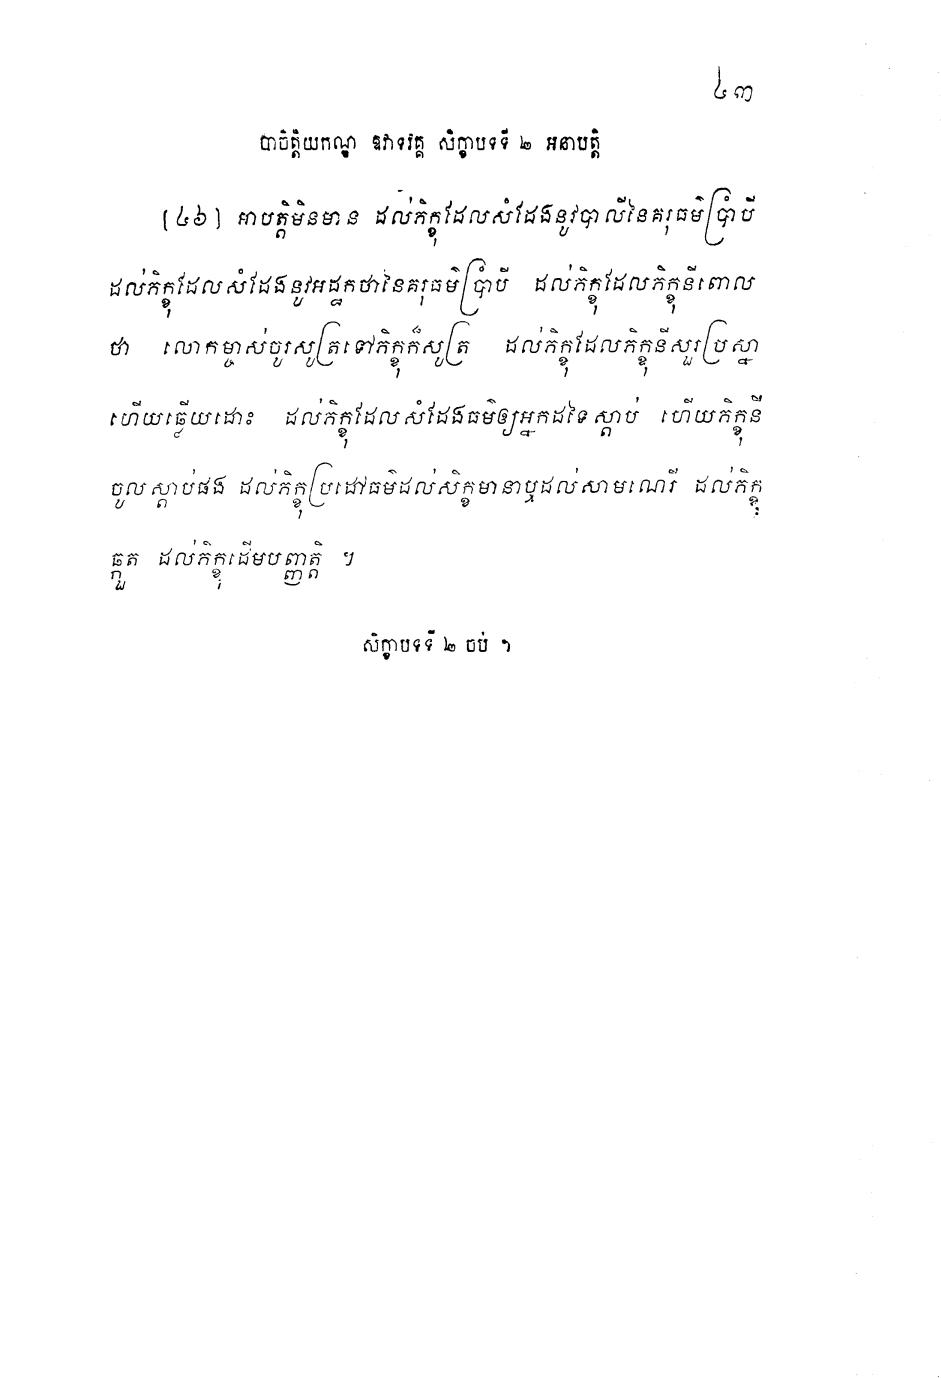 ៤៣
បាចិត្តិយកណ្ឌ ឱវាទវគ្គ សិក្ខាបទទី ២ អនាបត្តិ
(៤៦) អាបត្តិមិនមាន ដល់ភិក្ខុដែលសំដែងនូវបាលីនៃគរុធម៌ប្រាំបី
ដល់ភិក្ខុដែលសំដែងនូវអដ្ឋកថានៃគរុធម៌ប្រាំបី ដល់ភិក្ខុដែលភិក្ខុនីពោល
ថា លោកម្ចាស់ចូរសូត្រទៅភិក្ខុក៏សូត្រ ដល់ភិក្ខុដែលភិក្ខុនីសួរប្រស្នា
ហើយធ្លើយដោះ ដល់ភិក្ខុដែលសំដែងធម៌ឲ្យអ្នកដទៃស្តាប់ ហើយភិក្ខុនី
ចូលស្តាប់ផង ដល់ភិក្ខុប្រដៅធម៌ដល់សិក្ខមានាឬដល់សាមណេរី ដល់ភិក្ខុ
ឆ្កួត ដល់ភិក្ខុដើមបញ្ញត្តិ ។
សិក្ខាបទទី ២ ចប់ ។